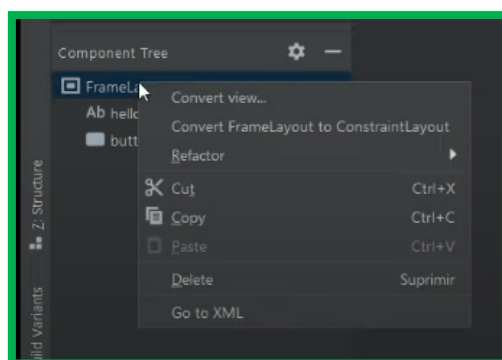 Component Tree
FrameLa
Convert view...
Ab hello
Convert FrameLayout to ConstraintLayout
butt
Refactor
Cut Ctrl+X
Copy Ctrl+C
Paste Ctrl+V
Delete Suprimir
Go to XML
Z: Structure
uild Variants